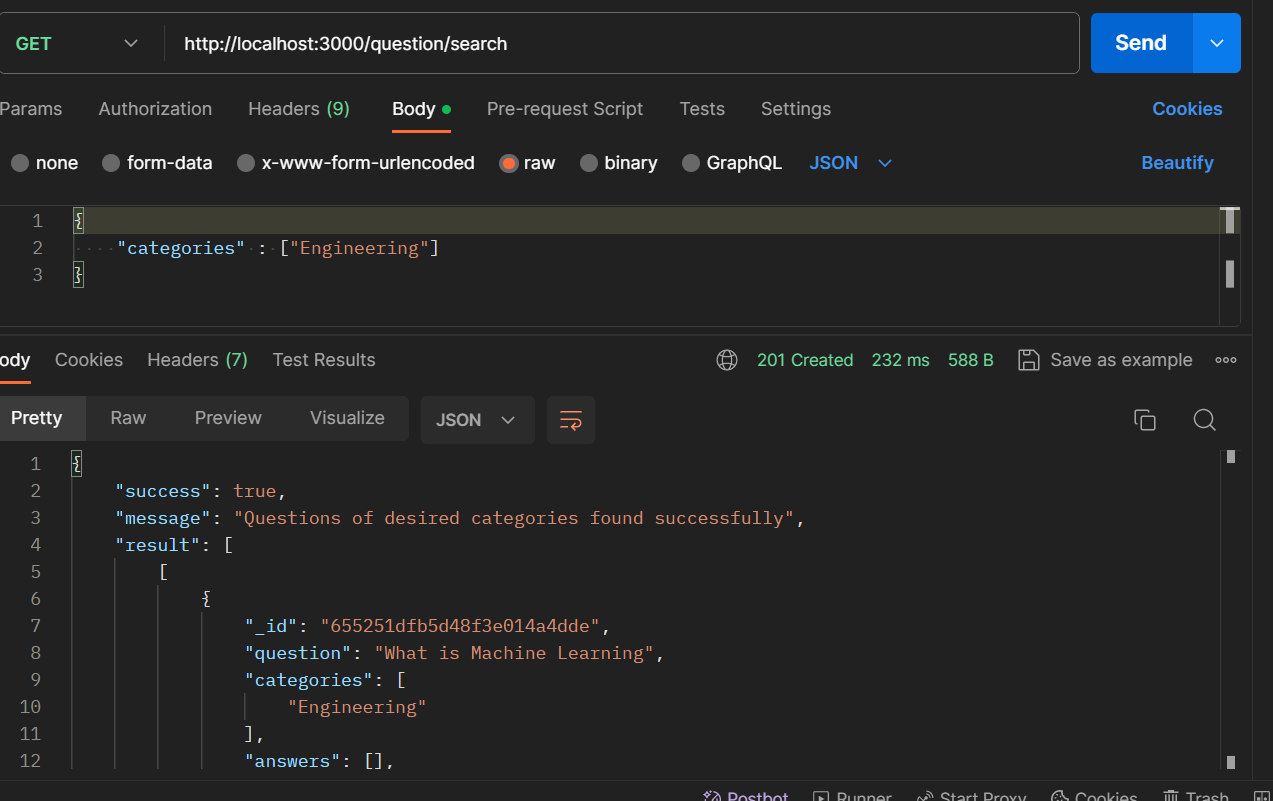 GET http://localhost:3000/question/search Send
Params Authorization Headers (9) Body Pre-request Script Tests Settings Cookies
none form-data x-www-form-urlencoded raw binary GraphQL JSON Beautify
1 {
2 "categories" : ["Engineering"]
3 }
ody Cookies Headers (7) Test Results 201 Created 232 ms 588 B Save as example
Pretty Raw Preview Visualize JSON
1 {
2 "success": true,
3 "message": "Questions of desired categories found successfully",
4 "result": [
5 [
6 {
7 "_id": "655251dfb5d48f3e014a4dde",
8 "question": "What is Machine Learning",
9 "categories": [
10 "Engineering"
11 ],
12 "answers": [],
Postbot Runner Start Proxy Cookies Trash